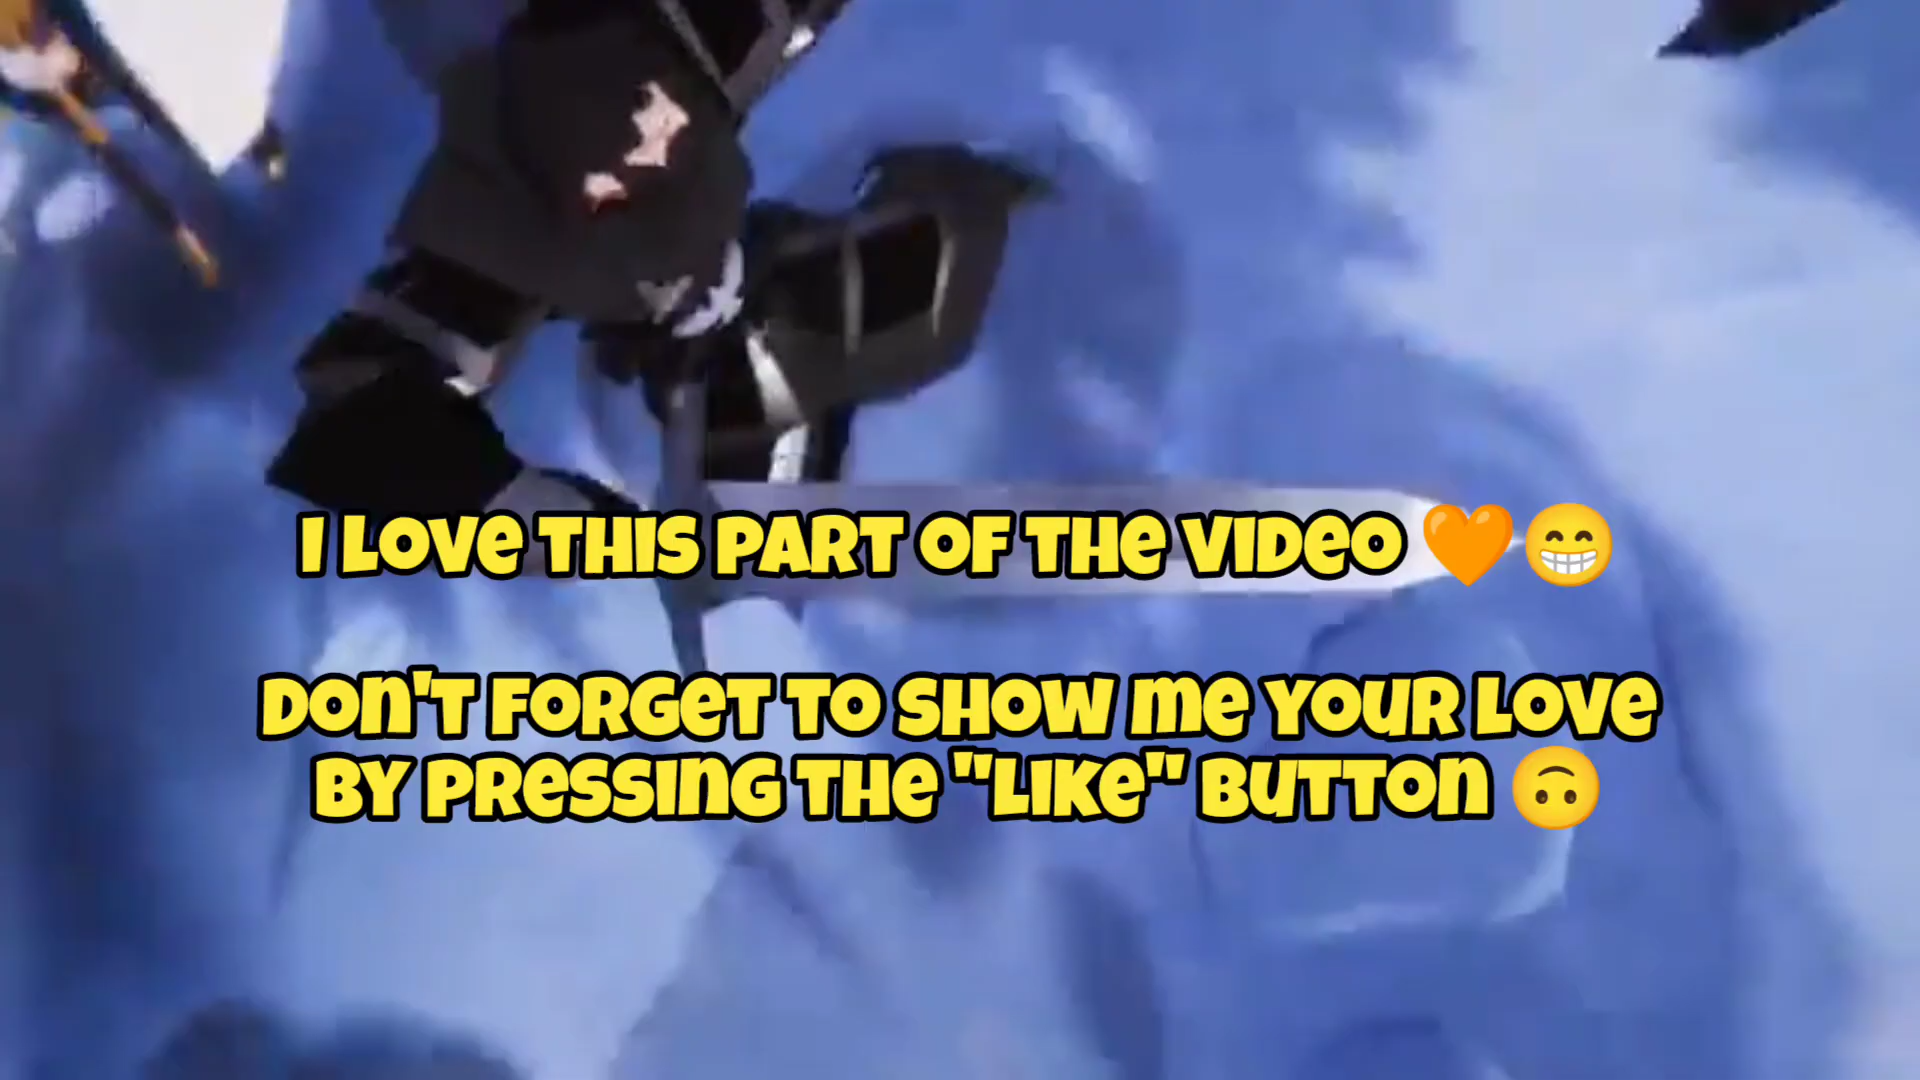 I LOVE THIS PART OF THE VIDEO 🧡😁
DON'T FORGET TO SHOW ME YOUR LOVE
BY PRESSING THE "LIKE" BUTTON 🙃